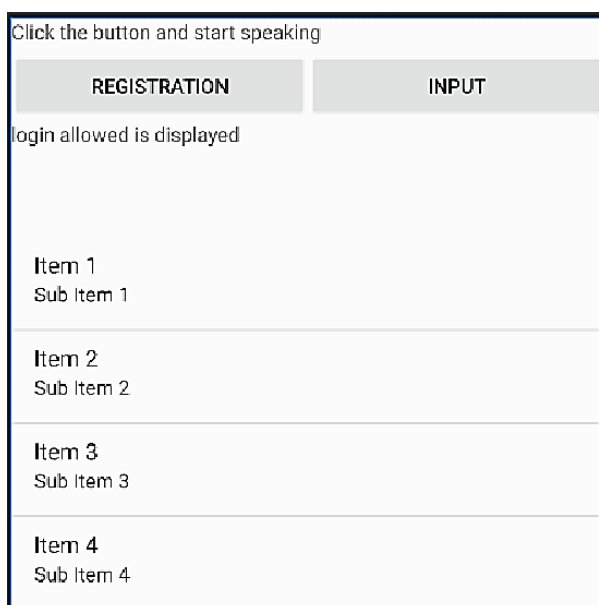 Click the button and start speaking
REGISTRATION INPUT
login allowed is displayed
Item 1
Sub Item 1
Item 2
Sub Item 2
Item 3
Sub Item 3
Item 4
Sub Item 4